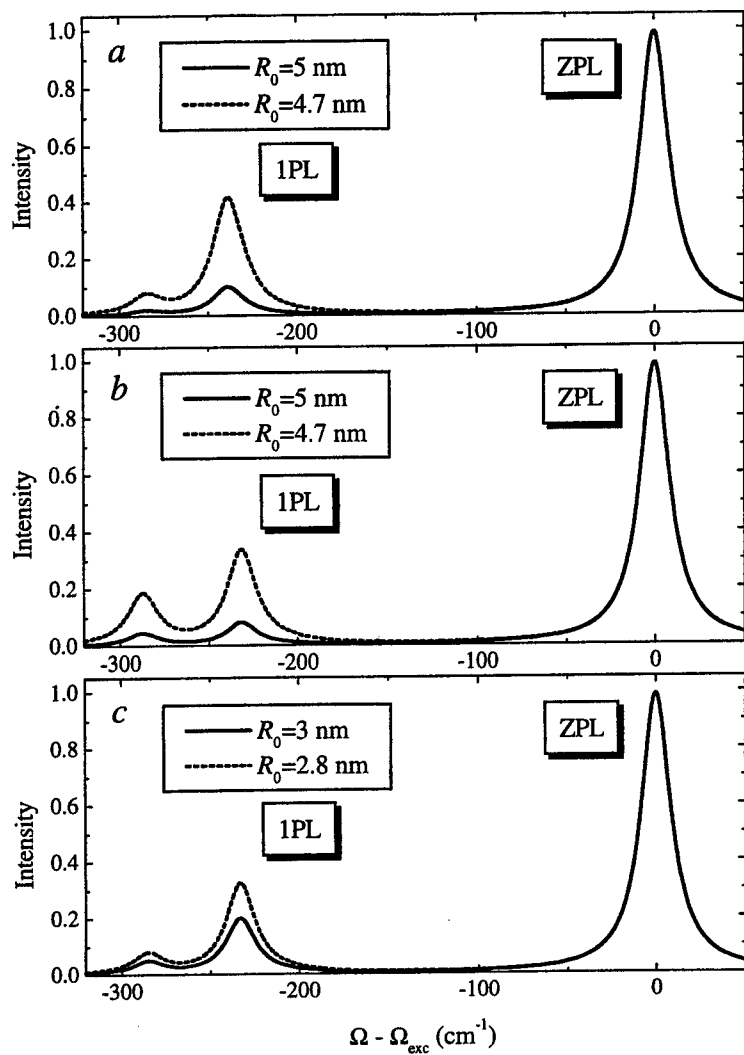 a
R₀=5 nm
R₀=4.7 nm
ZPL
1PL
Intensity
1.0
0.8
0.6
0.4
0.2
0.0
-300
-200
-100
0
b
R₀=5 nm
R₀=4.7 nm
ZPL
1PL
Intensity
1.0
0.8
0.6
0.4
0.2
0.0
-300
-200
-100
0
c
R₀=3 nm
R₀=2.8 nm
ZPL
1PL
Intensity
1.0
0.8
0.6
0.4
0.2
0.0
-300
-200
-100
0
Ω - Ω_exc (cm⁻¹)